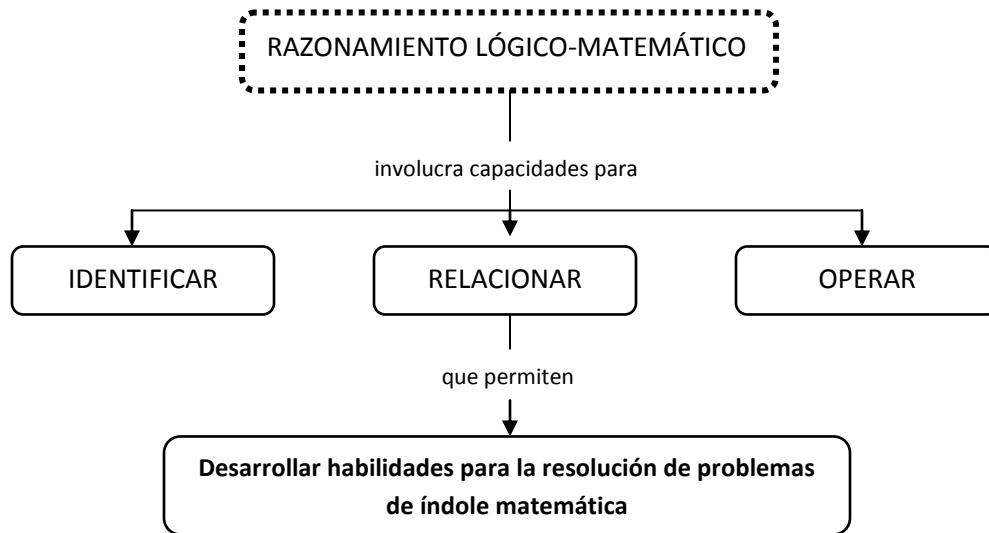 RAZONAMIENTO LÓGICO-MATEMÁTICO
involucra capacidades para
IDENTIFICAR
RELACIONAR
OPERAR
que permiten
Desarrollar habilidades para la resolución de problemas
de índole matemática